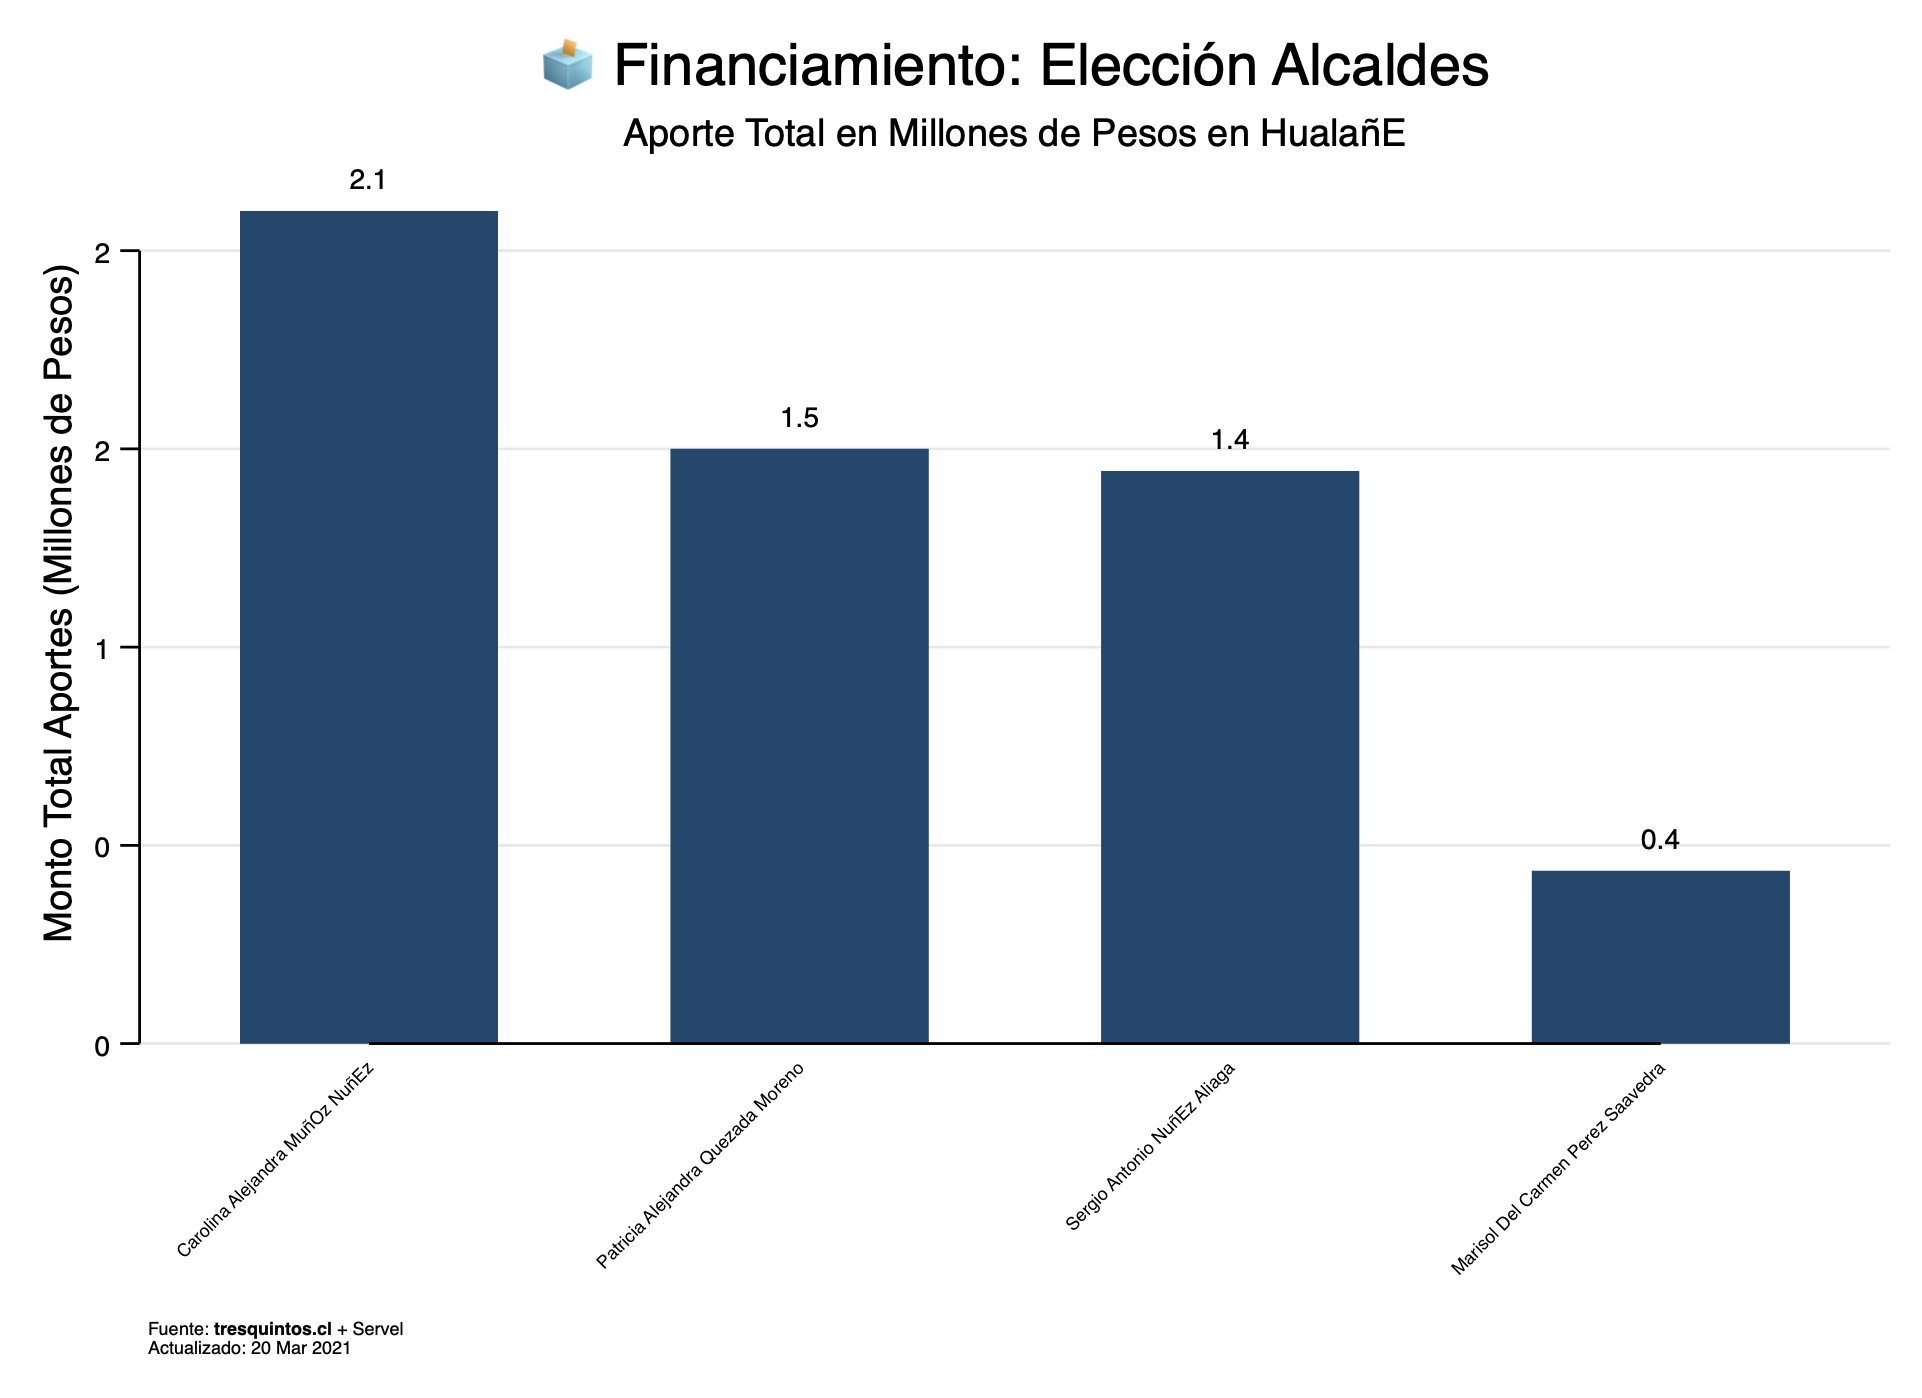 Financiamiento: Elección Alcaldes
Aporte Total en Millones de Pesos en HualañE
Monto Total Aportes (Millones de Pesos)
2
2
1
0
0
2.1
1.5
1.4
0.4
Carolina Alejandra MuñOz NuñEz
Patricia Alejandra Quezada Moreno
Sergio Antonio NuñEz Aliaga
Marisol Del Carmen Perez Saavedra
Fuente: tresquintos.cl + Servel
Actualizado: 20 Mar 2021